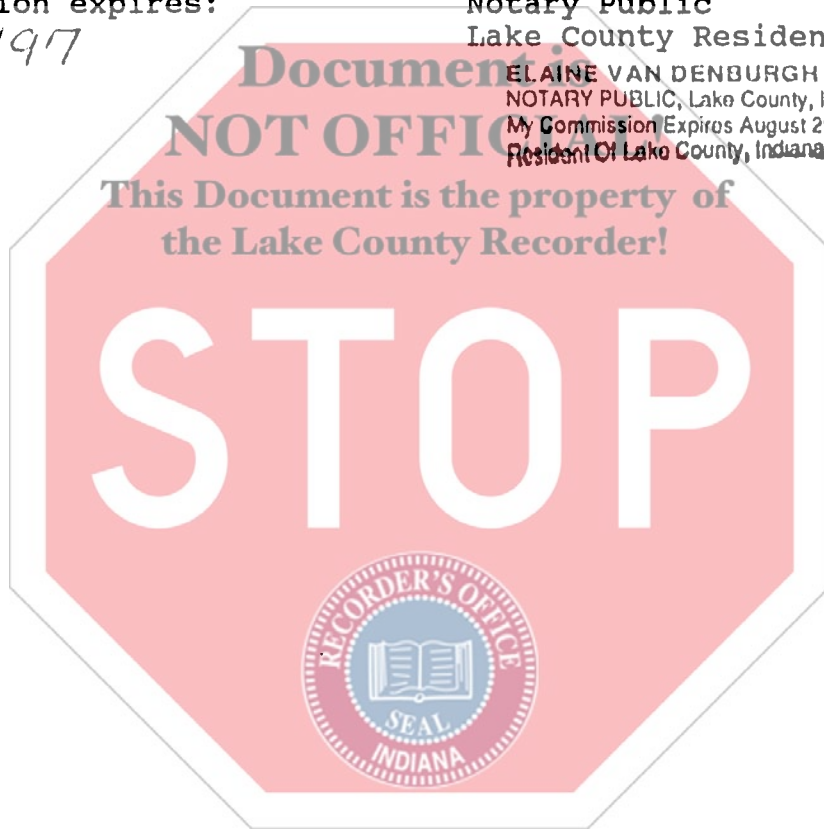 ion expires:
Notary Public
'97
Lake County Residen
ELAINE VAN DENBURGH
NOTARY PUBLIC, Lake County, I
My Commission Expires August 2
Resident Of Lake County, Indiana
Document is
NOT OFFICIAL!
This Document is the property of
the Lake County Recorder!
STOP
RECORDER'S OFFICE
SEAL
INDIANA